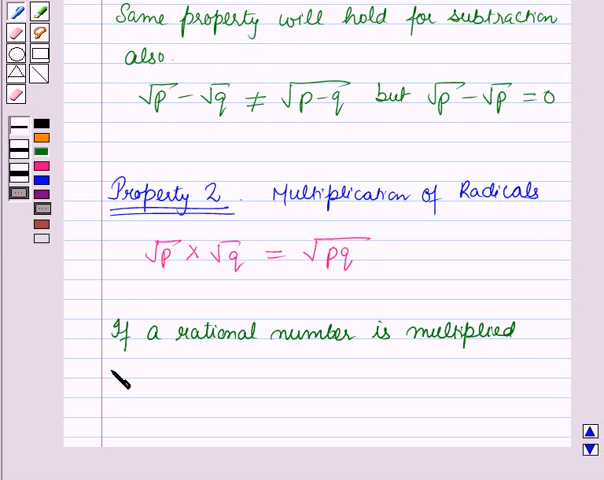 Same property will hold for subtraction
also.
√p - √q ≠ √p-q but √p - √p = 0
Property 2. Multiplication of Radicals
√p × √q = √pq
If a rational number is multiplied